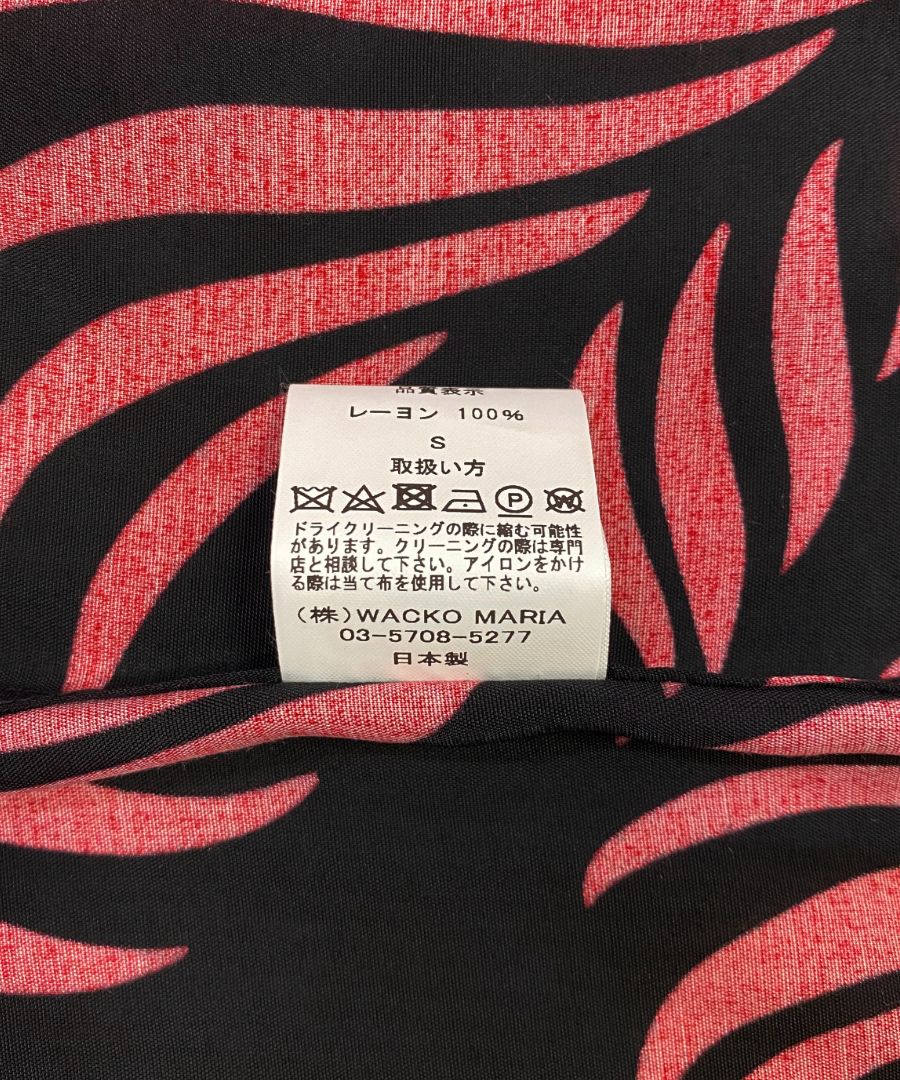 品質表示
レーヨン 100%
S
取扱い方
P W
ドライクリーニングの際に縮む可能性
があります。クリーニングの際は専門
店と相談して下さい。アイロンをかけ
る際は当て布を使用して下さい。
(株)WACKO MARIA
03-5708-5277
日本製